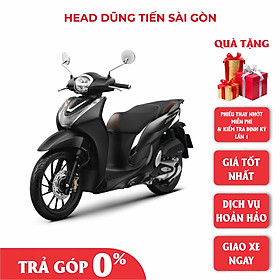 HEAD DŨNG TIẾN SÀI GÒN
QUÀ TẶNG
PHIẾU THAY NHỚT
MIỄN PHÍ
& KIỂM TRA ĐỊNH KỲ
LẦN 1
GIÁ TỐT
NHẤT
DỊCH VỤ
HOÀN HẢO
GIAO XE
NGAY
TRẢ GÓP 0%